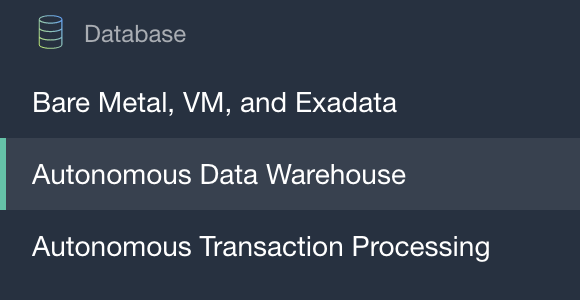 Database
Bare Metal, VM, and Exadata
Autonomous Data Warehouse
Autonomous Transaction Processing